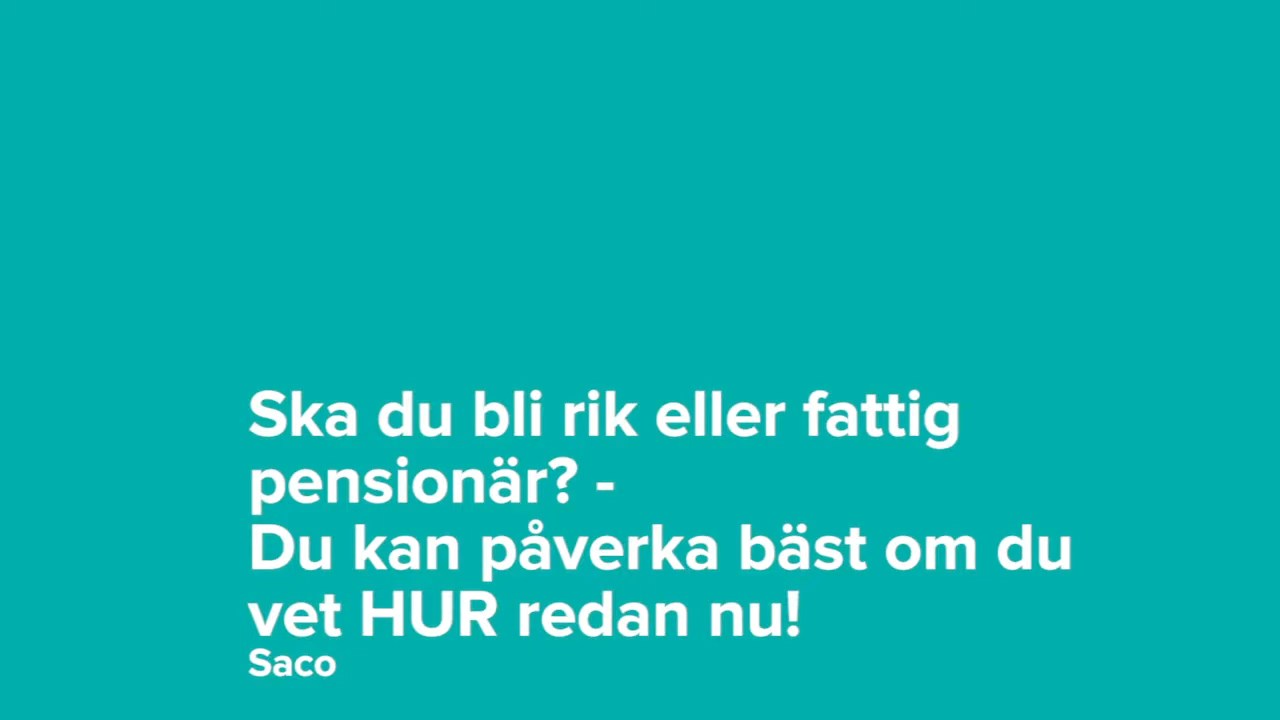 Ska du bli rik eller fattig
pensionär? -
Du kan påverka bäst om du
vet HUR redan nu!
Saco